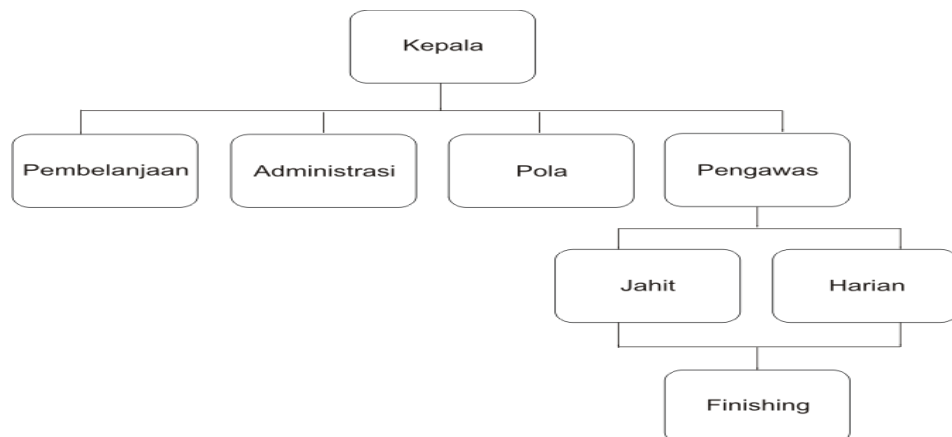 Kepala
Pembelanjaan
Administrasi
Pola
Pengawas
Jahit
Harian
Finishing